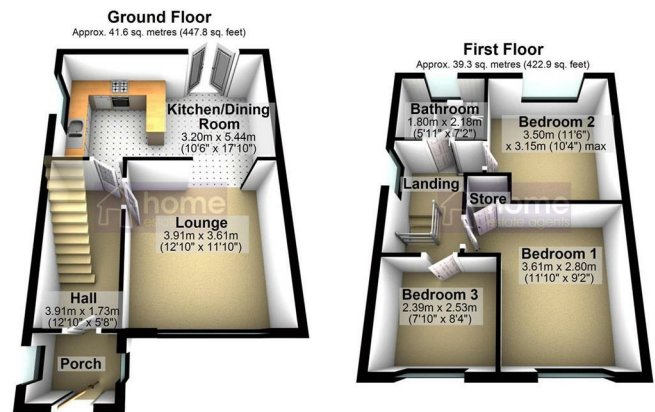 Ground Floor
Approx. 41.6 sq. metres (447.8 sq. feet)
Kitchen/Dining
Room
3.20m x 5.44m
(10'6" x 17'10")
home
Lounge
3.91m x 3.61m
(12'10" x 11'10")
Hall
3.91m x 1.73m
(12'10" x 5'8")
Porch
First Floor
Approx. 39.3 sq. metres (422.9 sq. feet)
Bathroom
1.80m x 2.18m
(5'11" x 7'2")
Bedroom 2
3.50m (11'6")
x 3.15m (10'4") max
Landing
Store
home
estate agents
Bedroom 1
3.61m x 2.80m
(11'10" x 9'2")
Bedroom 3
2.39m x 2.53m
(7'10" x 8'4")